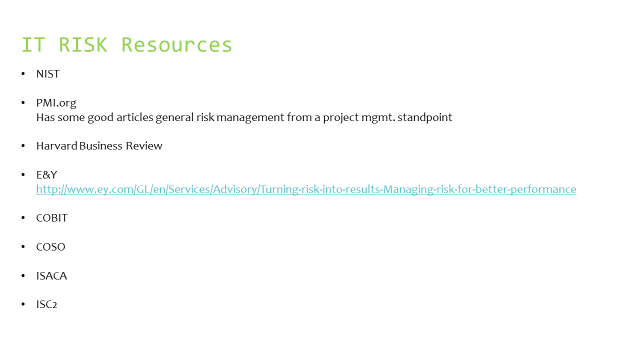 IT RISK Resources
• NIST
• PMI.org
Has some good articles general risk management from a project mgmt. standpoint
• Harvard Business Review
• E&Y
http://www.ey.com/GL/en/Services/Advisory/Turning-risk-into-results-Managing-risk-for-better-performance
• COBIT
• COSO
• ISACA
• ISC2